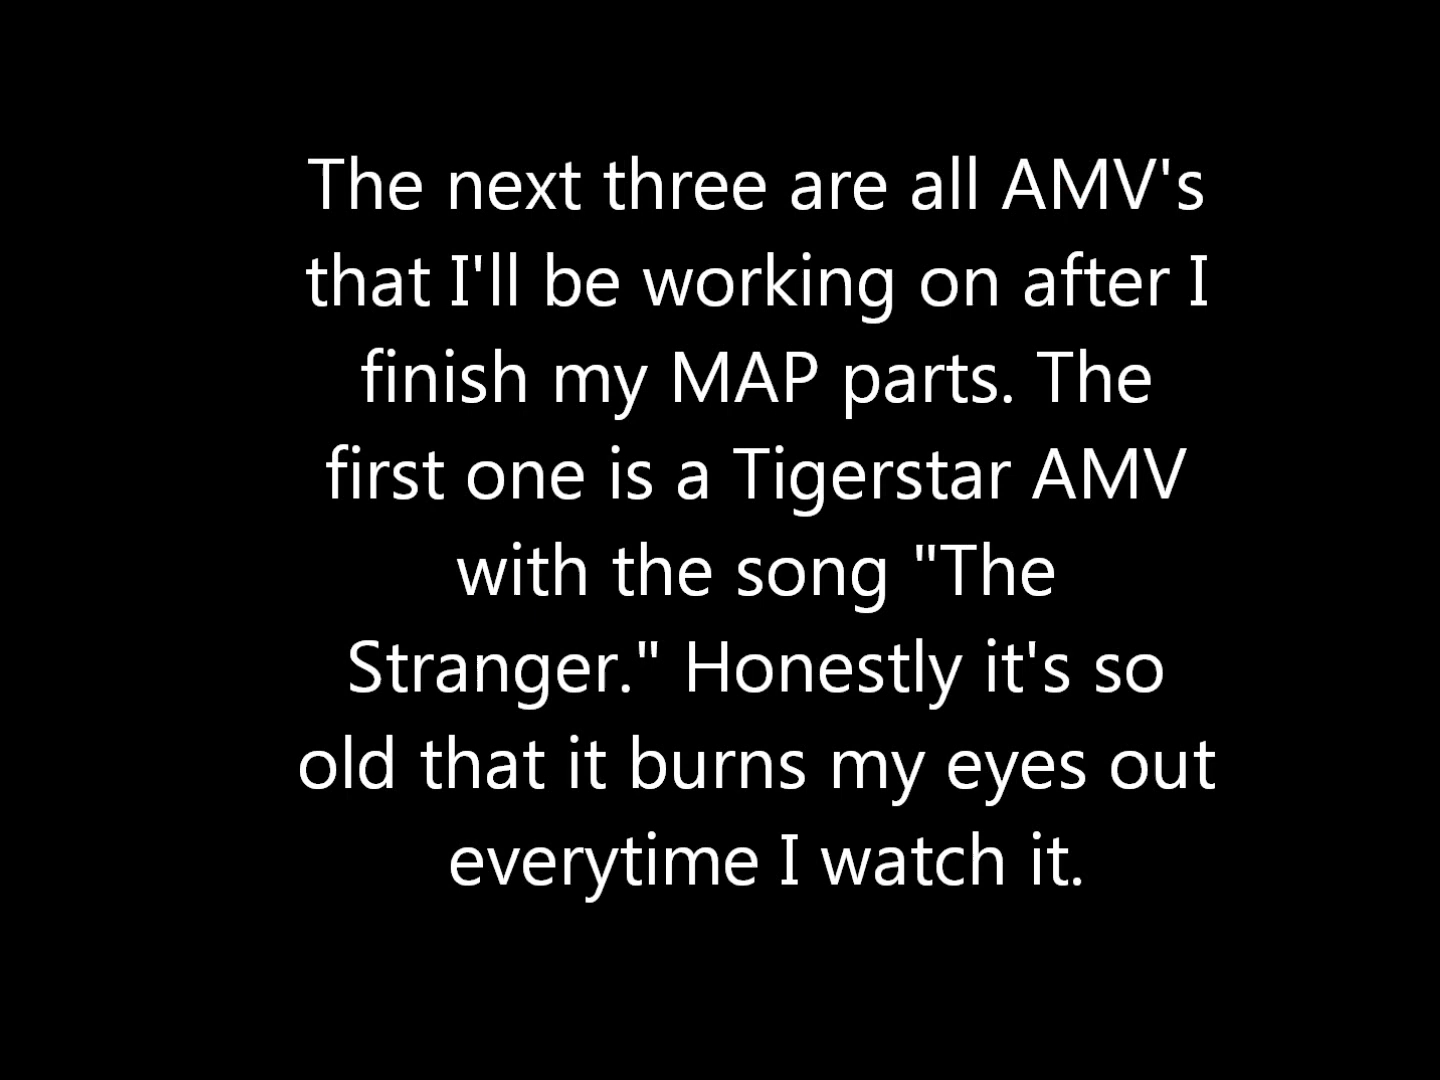 The next three are all AMV's
that I'll be working on after I
finish my MAP parts. The
first one is a Tigerstar AMV
with the song "The
Stranger." Honestly it's so
old that it burns my eyes out
everytime I watch it.